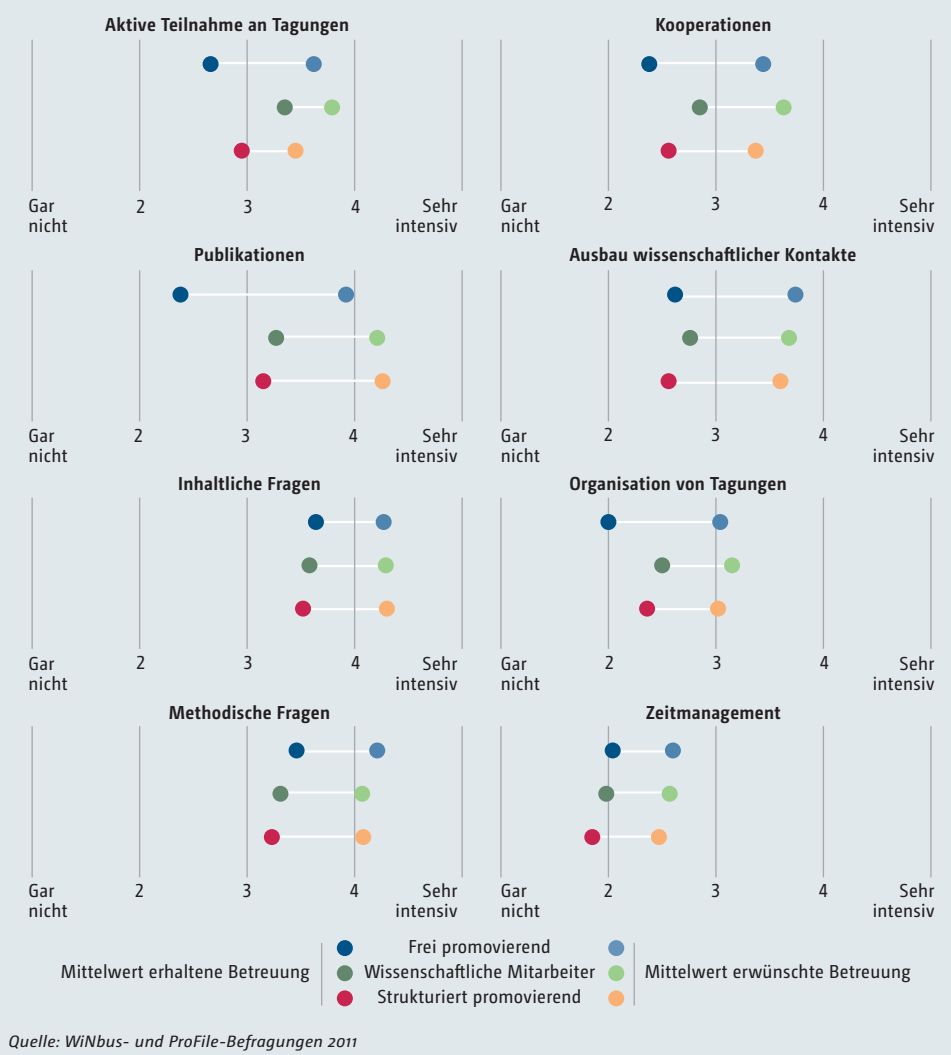 Aktive Teilnahme an Tagungen
Kooperationen
Gar nicht 2 3 4 Sehr intensiv
Gar nicht 2 3 4 Sehr intensiv
Publikationen
Ausbau wissenschaftlicher Kontakte
Gar nicht 2 3 4 Sehr intensiv
Gar nicht 2 3 4 Sehr intensiv
Inhaltliche Fragen
Organisation von Tagungen
Gar nicht 2 3 4 Sehr intensiv
Gar nicht 2 3 4 Sehr intensiv
Methodische Fragen
Zeitmanagement
Gar nicht 2 3 4 Sehr intensiv
Gar nicht 2 3 4 Sehr intensiv
Frei promovierend
Mittelwert erhaltene Betreuung Wissenschaftliche Mitarbeiter Mittelwert erwünschte Betreuung
Strukturiert promovierend
Quelle: WiNbus- und ProFile-Befragungen 2011